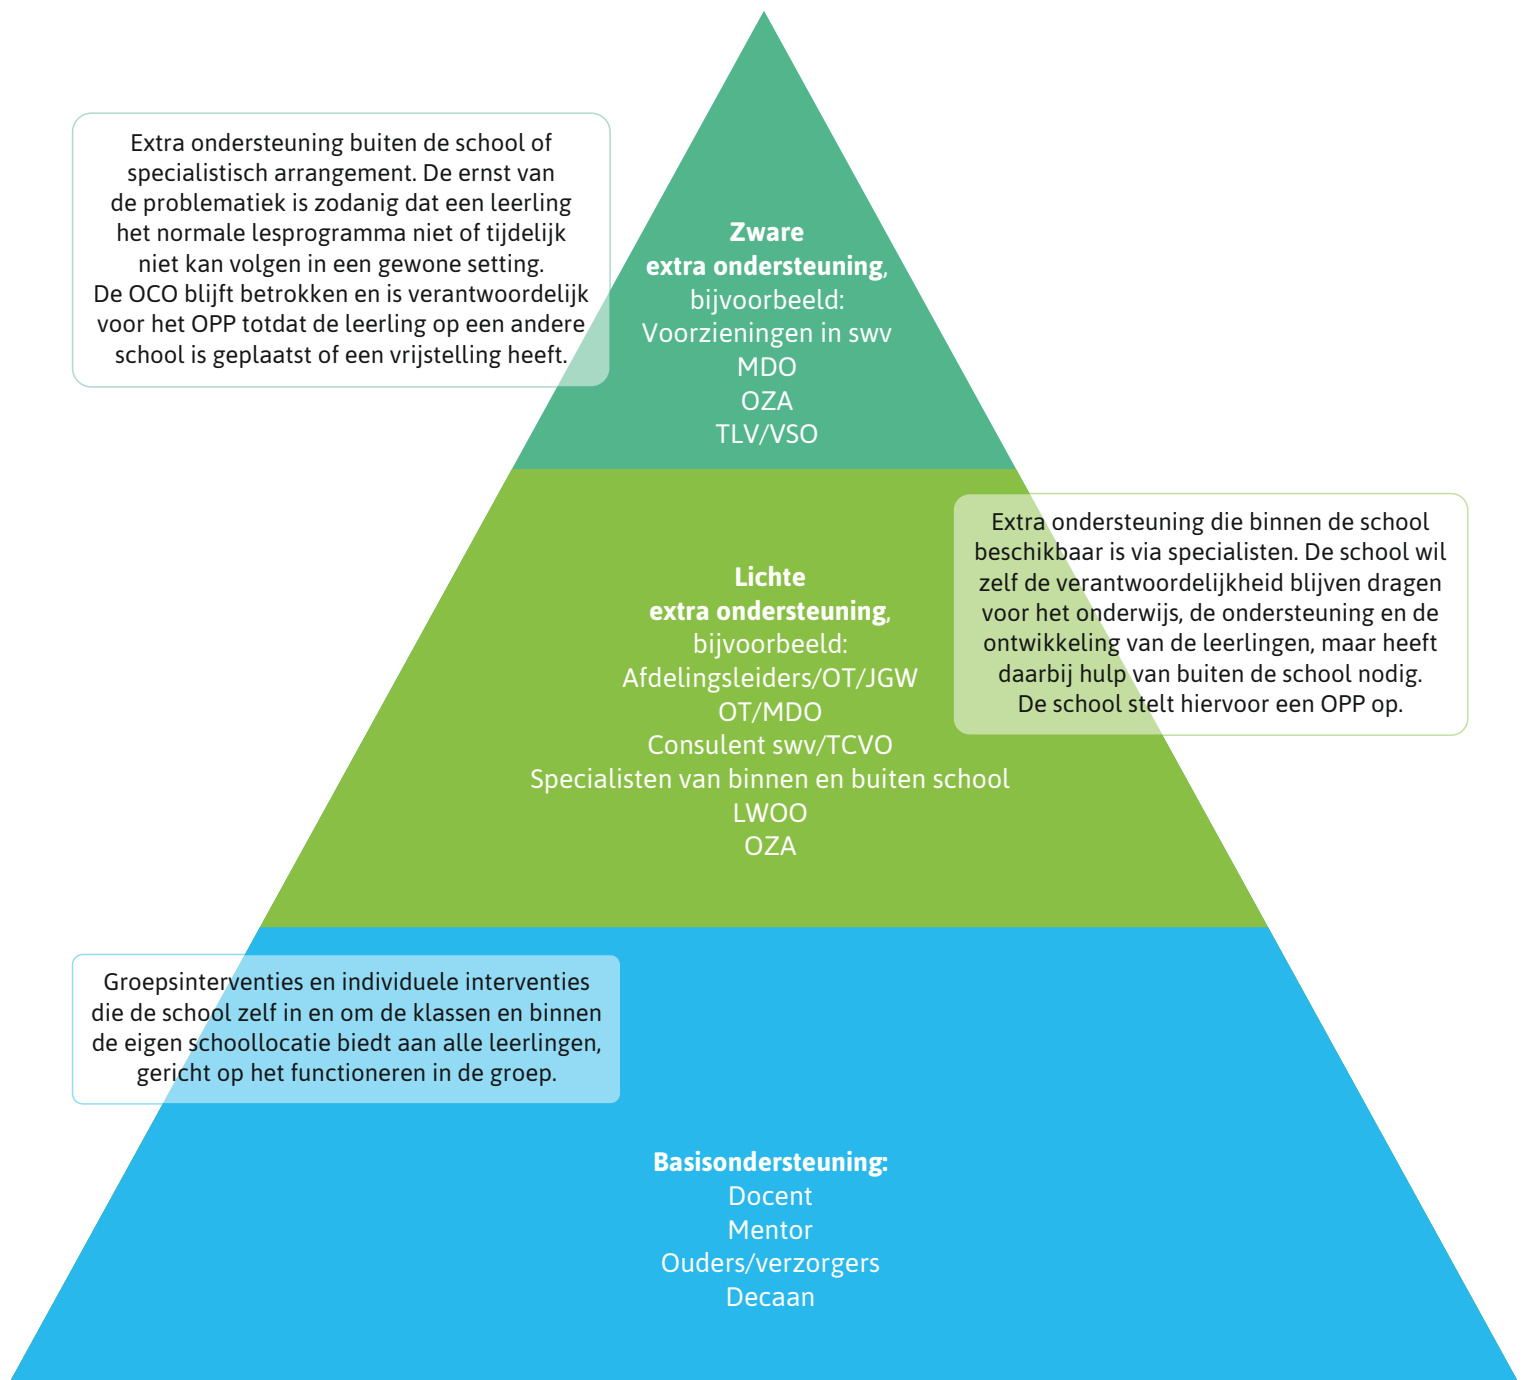 Extra ondersteuning buiten de school of
specialistisch arrangement. De ernst van
de problematiek is zodanig dat een leerling
het normale lesprogramma niet of tijdelijk
niet kan volgen in een gewone setting.
De OCO blijft betrokken en is verantwoordelijk
voor het OPP totdat de leerling op een andere
school is geplaatst of een vrijstelling heeft.
Zware
extra ondersteuning,
bijvoorbeeld:
Voorzieningen in swv
MDO
OZA
TLV/VSO
Extra ondersteuning die binnen de school
beschikbaar is via specialisten. De school wil
zelf de verantwoordelijkheid blijven dragen
voor het onderwijs, de ondersteuning en de
ontwikkeling van de leerlingen, maar heeft
daarbij hulp van buiten de school nodig.
De school stelt hiervoor een OPP op.
Lichte
extra ondersteuning,
bijvoorbeeld:
Afdelingsleiders/OT/JGW
OT/MDO
Consulent swv/TCVO
Specialisten van binnen en buiten school
LWOO
OZA
Groepsinterventies en individuele interventies
die de school zelf in en om de klassen en binnen
de eigen schoollocatie biedt aan alle leerlingen,
gericht op het functioneren in de groep.
Basisondersteuning:
Docent
Mentor
Ouders/verzorgers
Decaan